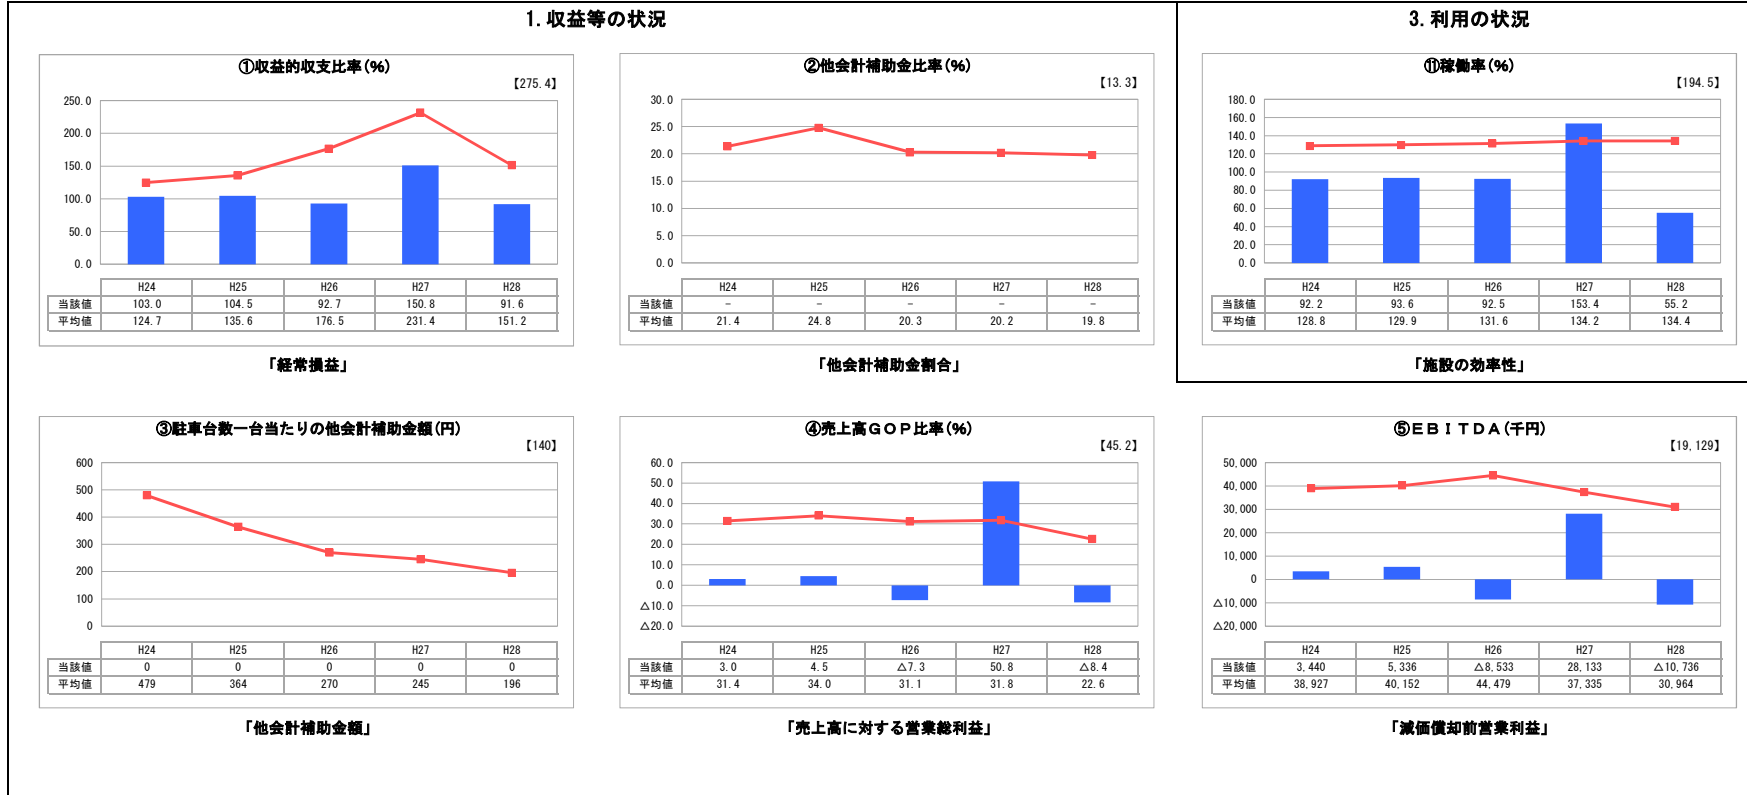 1. 収益等の状況
3. 利用の状況
①収益的収支比率(%)
【275.4】
250.0
200.0
150.0
100.0
50.0
0.0
H24 H25 H26 H27 H28
当該値 103.0 104.5 92.7 150.8 91.6
平均値 124.7 135.6 176.5 231.4 151.2
「経常損益」
②他会計補助金比率(%)
【13.3】
30.0
25.0
20.0
15.0
10.0
5.0
0.0
H24 H25 H26 H27 H28
当該値 - - - - -
平均値 21.4 24.8 20.3 20.2 19.8
「他会計補助金割合」
⑪稼働率(%)
【194.5】
180.0
160.0
140.0
120.0
100.0
80.0
60.0
40.0
20.0
0.0
H24 H25 H26 H27 H28
当該値 92.2 93.6 92.5 153.4 55.2
平均値 128.8 129.9 131.6 134.2 134.4
「施設の効率性」
③駐車台数一台当たりの他会計補助金額(円)
【140】
600
500
400
300
200
100
0
H24 H25 H26 H27 H28
当該値 0 0 0 0 0
平均値 479 364 270 245 196
「他会計補助金額」
④売上高ＧＯＰ比率(%)
【45.2】
60.0
50.0
40.0
30.0
20.0
10.0
0.0
△10.0
△20.0
H24 H25 H26 H27 H28
当該値 3.0 4.5 △7.3 50.8 △8.4
平均値 31.4 34.0 31.1 31.8 22.6
「売上高に対する営業総利益」
⑤ＥＢＩＴＤＡ(千円)
【19,129】
50,000
40,000
30,000
20,000
10,000
0
△10,000
△20,000
H24 H25 H26 H27 H28
当該値 3,440 5,336 △8,533 28,133 △10,736
平均値 38,927 40,152 44,479 37,335 30,964
「減価償却前営業利益」